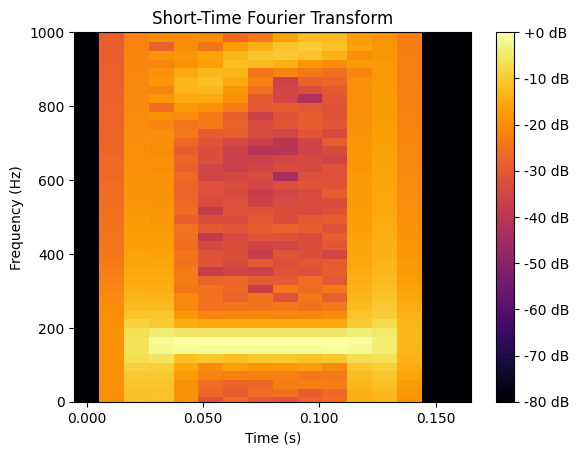 Short-Time Fourier Transform
1000
800
600
400
200
0
Frequency (Hz)
0.000
0.050
0.100
0.150
Time (s)
+0 dB
-10 dB
-20 dB
-30 dB
-40 dB
-50 dB
-60 dB
-70 dB
-80 dB